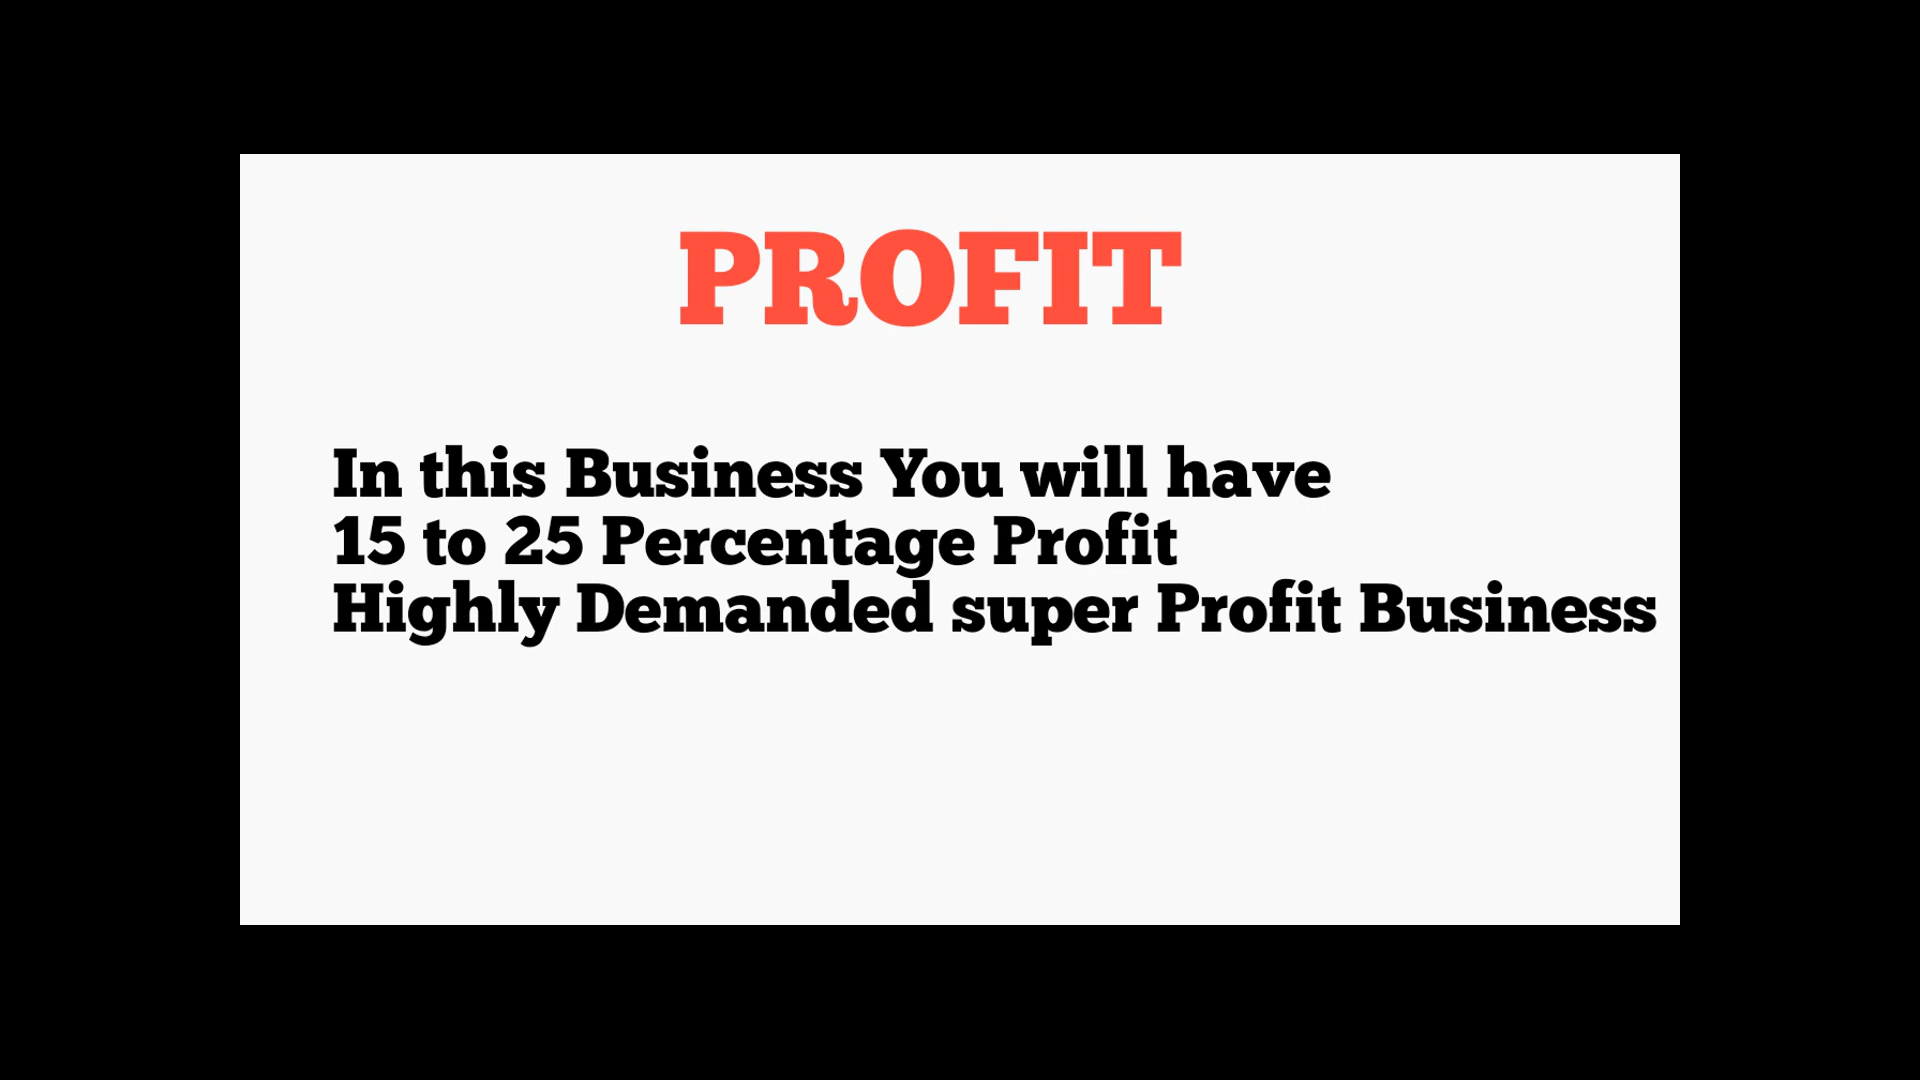 PROFIT
In this Business You will have
15 to 25 Percentage Profit
Highly Demanded super Profit Business